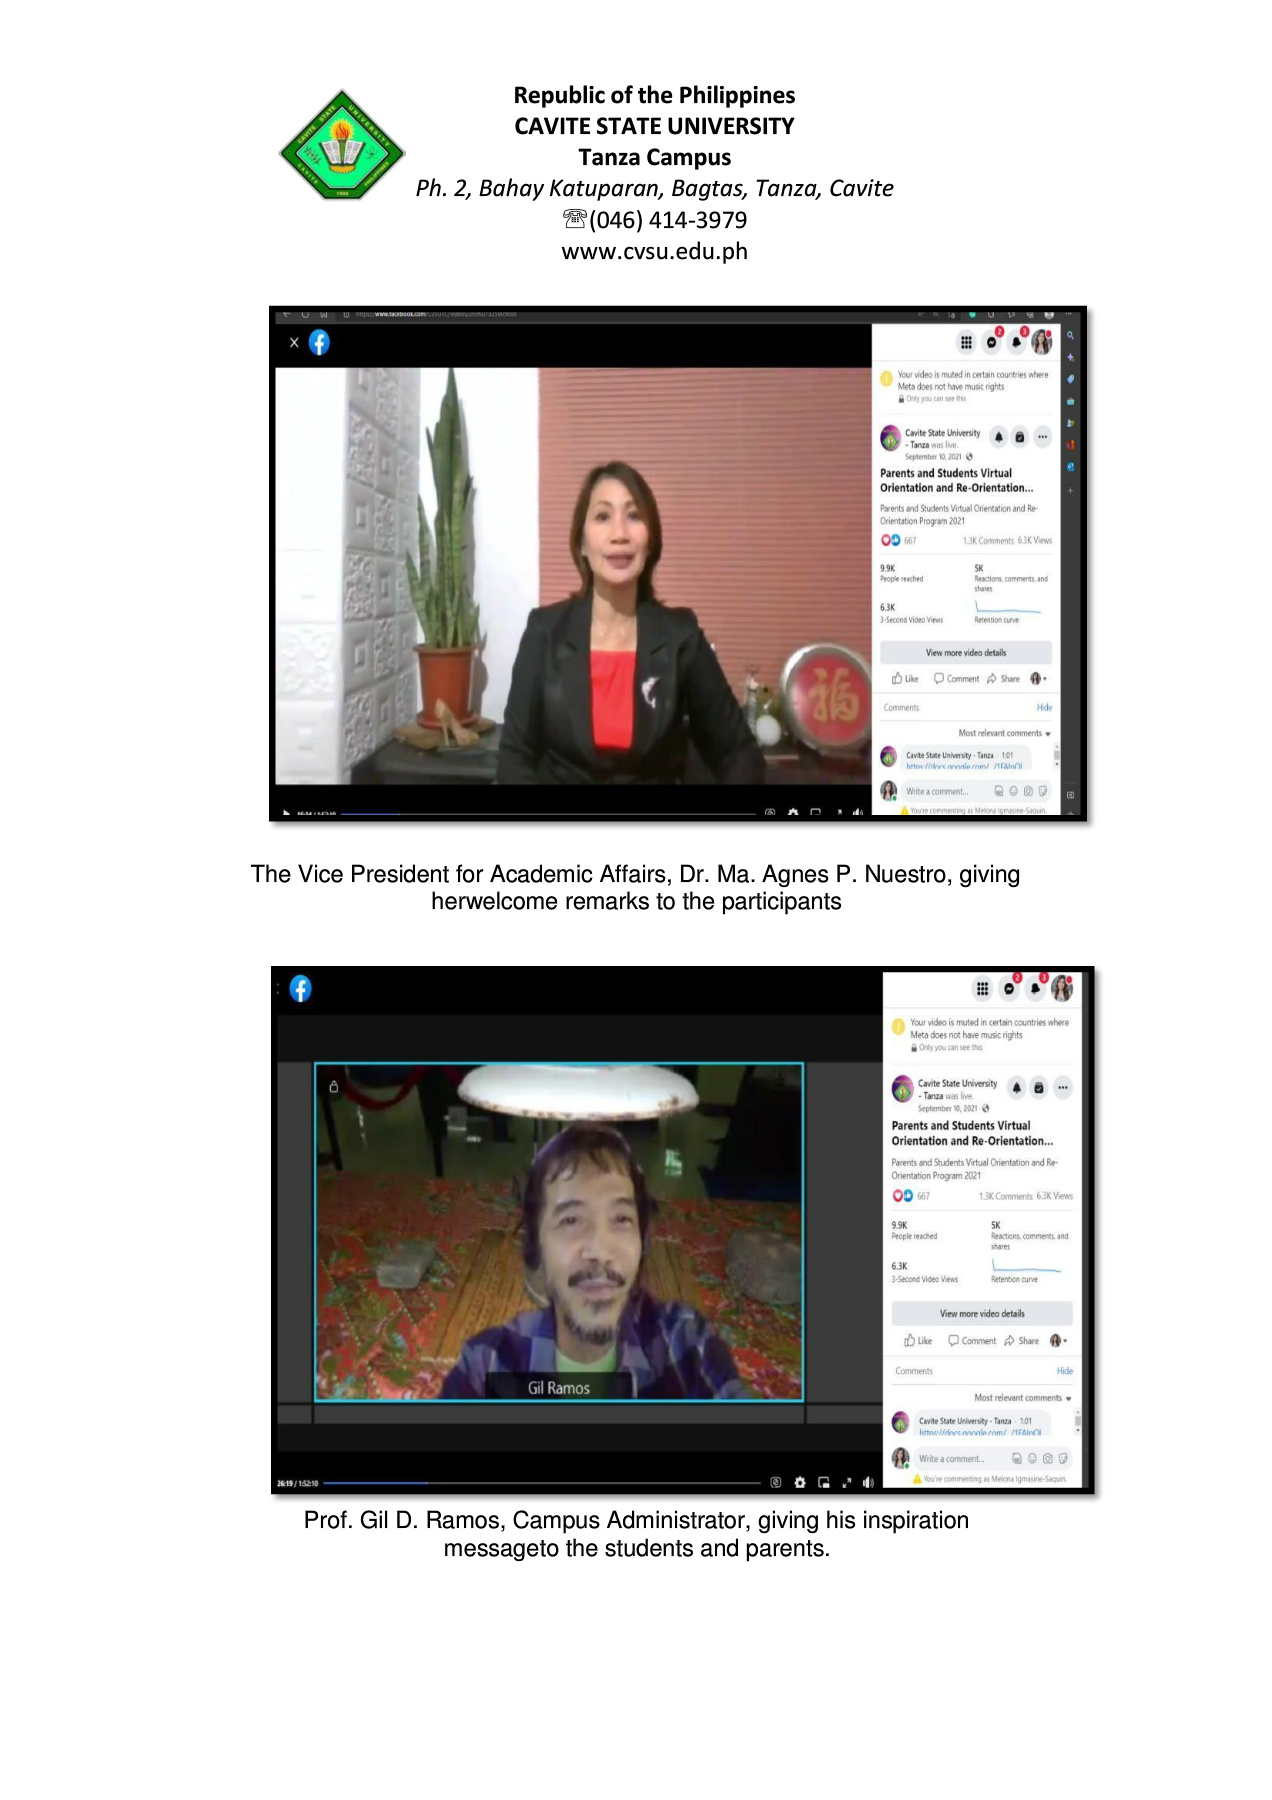 Republic of the Philippines
CAVITE STATE UNIVERSITY
Tanza Campus
Ph. 2, Bahay Katuparan, Bagtas, Tanza, Cavite
(046) 414-3979
www.cvsu.edu.ph
CAVITE STATE UNIVERSITY
CAVITE
PHILIPPINES
1906
2
3
Your video is muted in certain countries where
Meta does not have music rights
Only you can see this
Cavite State University
- Tanza was live.
September 10, 2021 ·
Parents and Students Virtual
Orientation and Re-Orientation...
Parents and Students Virtual Orientation and Re-
Orientation Program 2021
667 1.3K Comments 6.3K Views
9.9K 5K
People reached Reactions, comments, and
shares
6.3K
3-Second Video Views Retention curve
View more video details
Like Comment Share
Comments Hide
Most relevant comments
Cavite State University - Tanza · 1:01
https://docs.google.com/
Write a comment...
You're commenting as Melona Igmasine-Saquin.
福
The Vice President for Academic Affairs, Dr. Ma. Agnes P. Nuestro, giving
herwelcome remarks to the participants
2
3
Your video is muted in certain countries where
Meta does not have music rights
Only you can see this
Cavite State University
- Tanza was live.
September 10, 2021 ·
Parents and Students Virtual
Orientation and Re-Orientation...
Parents and Students Virtual Orientation and Re-
Orientation Program 2021
667 1.3K Comments 6.3K Views
9.9K 5K
People reached Reactions, comments, and
shares
6.3K
3-Second Video Views Retention curve
View more video details
Like Comment Share
Comments Hide
Most relevant comments
Cavite State University - Tanza · 1:01
https://docs.google.com/
Write a comment...
You're commenting as Melona Igmasine-Saquin.
Gil Ramos
26:19 / 1:52:10
Prof. Gil D. Ramos, Campus Administrator, giving his inspiration
messageto the students and parents.